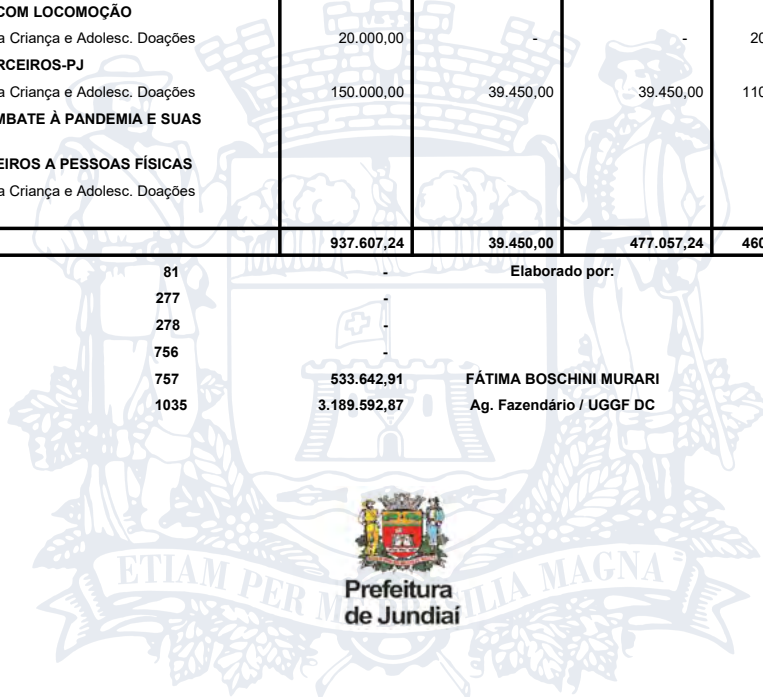 COM LOCOMOÇÃO
a Criança e Adolesc. Doações 20.000,00 - - 20
RCEIROS-PJ
a Criança e Adolesc. Doações 150.000,00 39.450,00 39.450,00 110
MBATE À PANDEMIA E SUAS
EIROS A PESSOAS FÍSICAS
a Criança e Adolesc. Doações
937.607,24 39.450,00 477.057,24 460
81 - Elaborado por:
277 -
278 -
756 -
757 533.642,91 FÁTIMA BOSCHINI MURARI
1035 3.189.592,87 Ag. Fazendário / UGGF DC
ETIAM PER MAGNA
Prefeitura
de Jundiaí